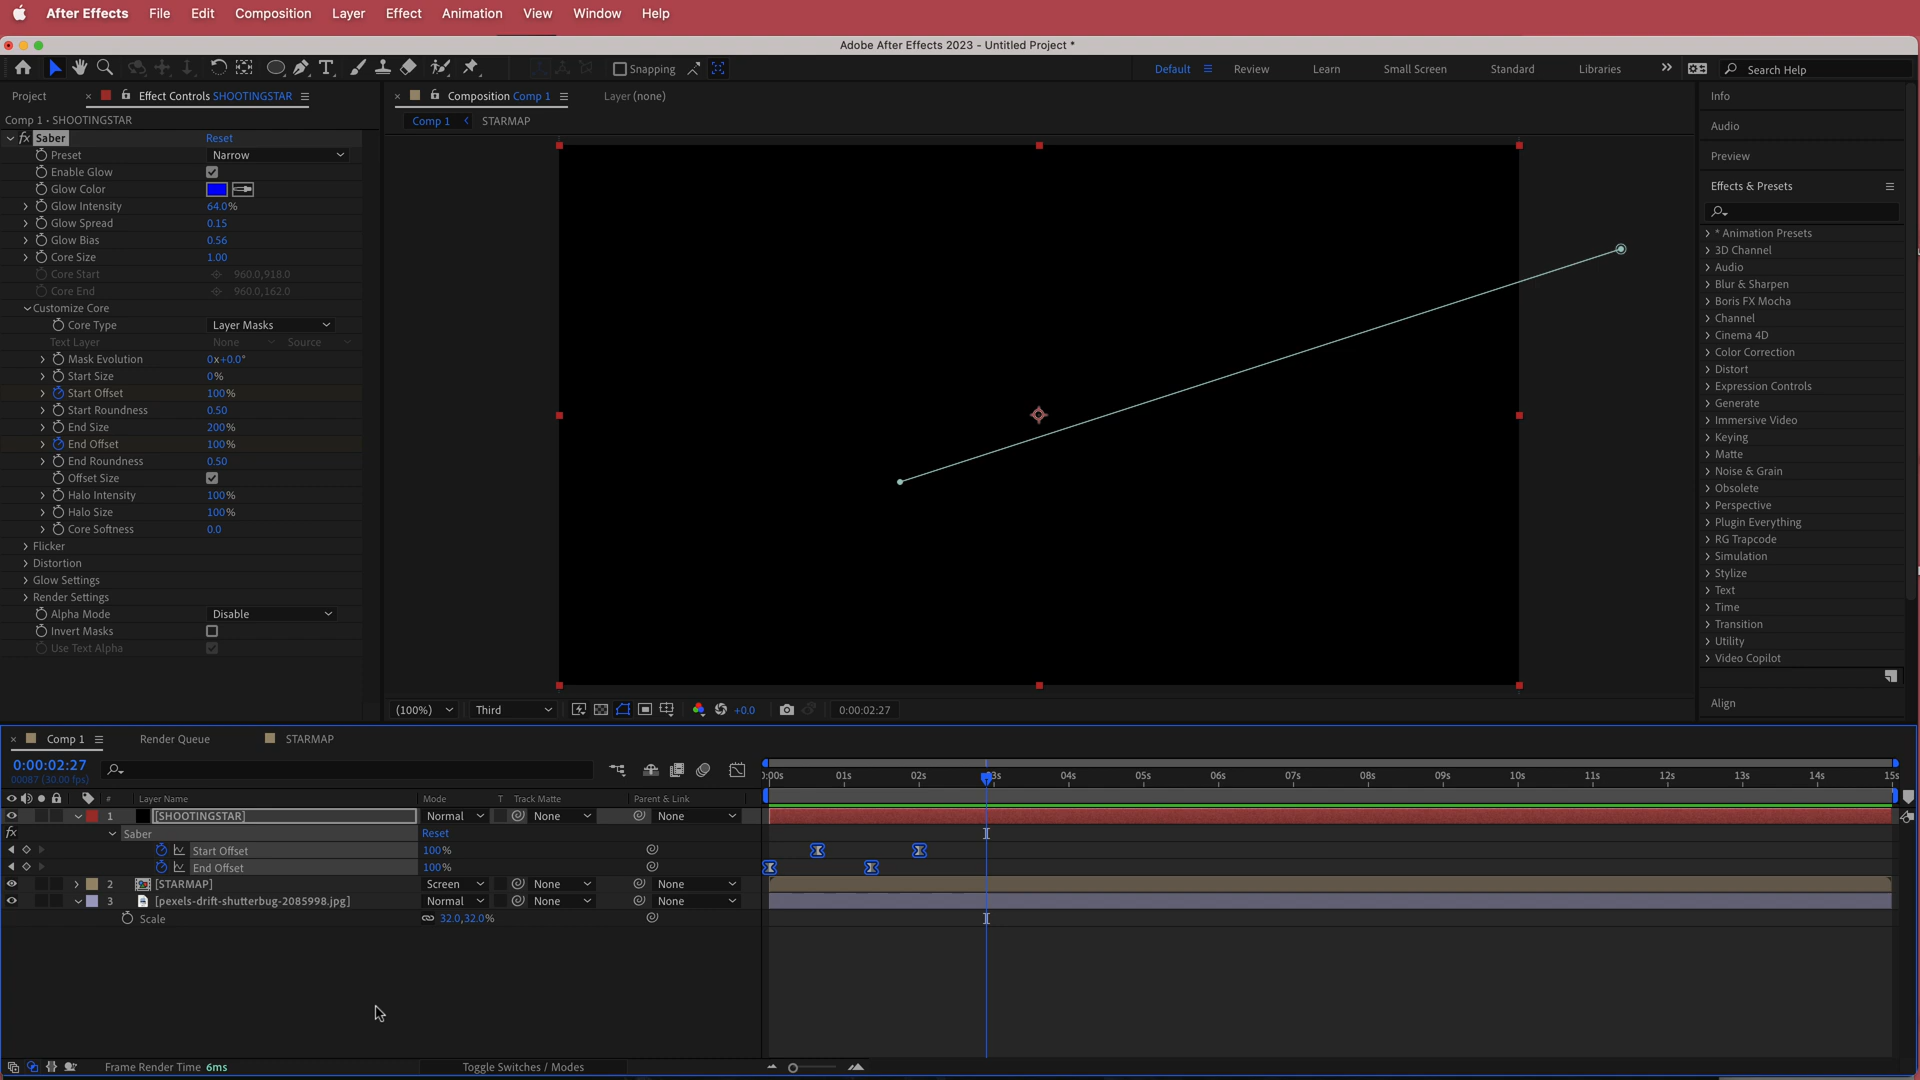 After Effects File Edit Composition Layer Effect Animation View Window Help
Adobe After Effects 2023 - Untitled Project *
Snapping Default Review Learn Small Screen Standard Libraries Search Help
Project Effect Controls SHOOTINGSTAR
Composition Comp 1 Layer (none)
Comp 1 • SHOOTINGSTAR
Comp 1 STARMAP
fx Saber Reset
Preset Narrow
Enable Glow
Glow Color
Glow Intensity 64.0%
Glow Spread 0.15
Glow Bias 0.56
Core Size 1.00
Core Start 960.0,918.0
Core End 960.0,162.0
Customize Core
Core Type Layer Masks
Text Layer None Source
Mask Evolution 0x+0.0°
Start Size 0%
Start Offset 100%
Start Roundness 0.50
End Size 200%
End Offset 100%
End Roundness 0.50
Offset Size
Halo Intensity 100%
Halo Size 100%
Core Softness 0.0
Flicker
Distortion
Glow Settings
Render Settings
Alpha Mode Disable
Invert Masks
Use Text Alpha
Info
Audio
Preview
Effects & Presets
* Animation Presets
3D Channel
Audio
Blur & Sharpen
Boris FX Mocha
Channel
Cinema 4D
Color Correction
Distort
Expression Controls
Generate
Immersive Video
Keying
Matte
Noise & Grain
Obsolete
Perspective
Plugin Everything
RG Trapcode
Simulation
Stylize
Text
Time
Transition
Utility
Video Copilot
Align
(100%) Third +0.0 0:00:02:27
Comp 1 Render Queue STARMAP
0:00:02:27
00087 (30.00 fps)
01s 02s 04s 05s 06s 07s 08s 09s 10s 11s 12s 13s 14s 15s
# Layer Name Mode T Track Matte Parent & Link
1 [SHOOTINGSTAR] Normal None None
fx Saber Reset
Start Offset 100%
End Offset 100%
2 [STARMAP] Screen None None
3 [pexels-drift-shutterbug-2085998.jpg] Normal None None
Scale 32.0,32.0%
Frame Render Time 6ms Toggle Switches / Modes